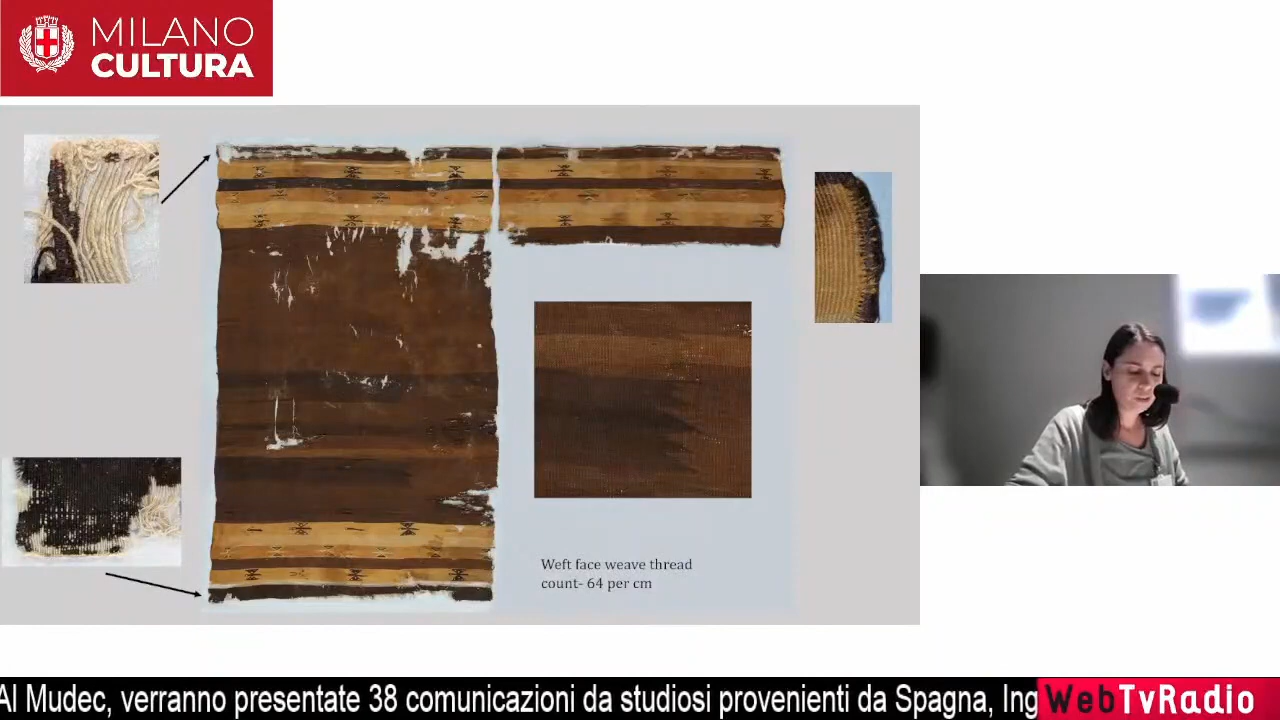 MILANO
CULTURA
Weft face weave thread
count- 64 per cm
Al Mudec, verranno presentate 38 comunicazioni da studiosi provenienti da Spagna, Ing
WebTvRadio